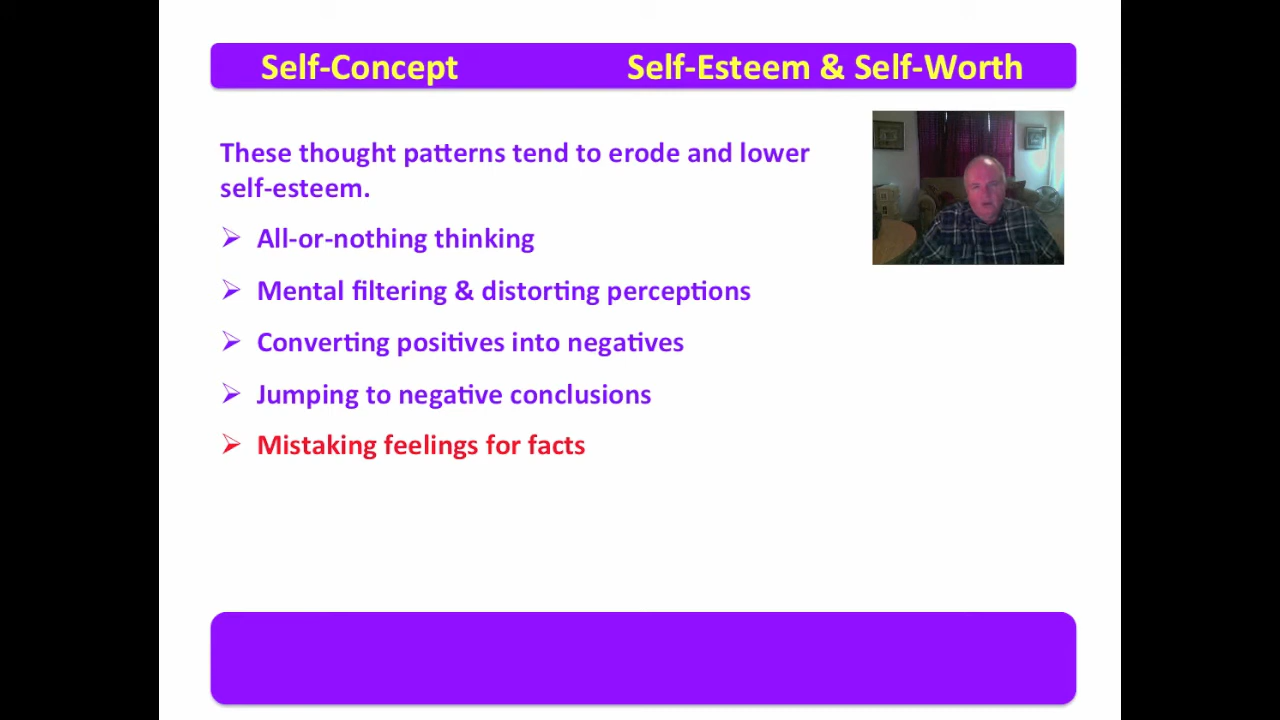 Self-Concept Self-Esteem & Self-Worth
These thought patterns tend to erode and lower
self-esteem.
All-or-nothing thinking
Mental filtering & distorting perceptions
Converting positives into negatives
Jumping to negative conclusions
Mistaking feelings for facts